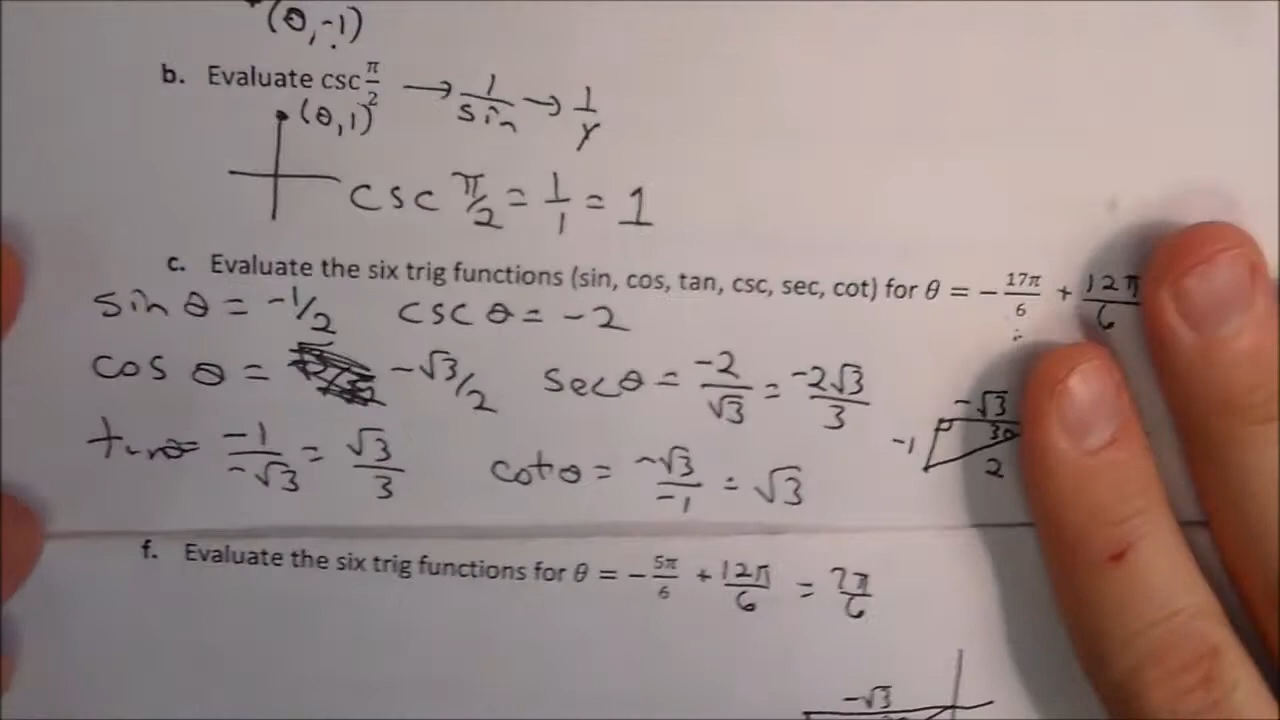 (0,-1)
b. Evaluate csc π/2 → 1/sin → 1/y
(0,1)
csc π/2 = 1/1 = 1
c. Evaluate the six trig functions (sin, cos, tan, csc, sec, cot) for θ = - 17π/6 + 12π/6
sin θ = -1/2 csc θ = -2
cos θ = -√3/2 sec θ = -2/√3 = -2√3/3
-√3
-1 30
2
tan θ = -1/-√3 = √3/3 cot θ = -√3/-1 = √3
f. Evaluate the six trig functions for θ = - 5π/6 + 12π/6 = 7π/6
-√3